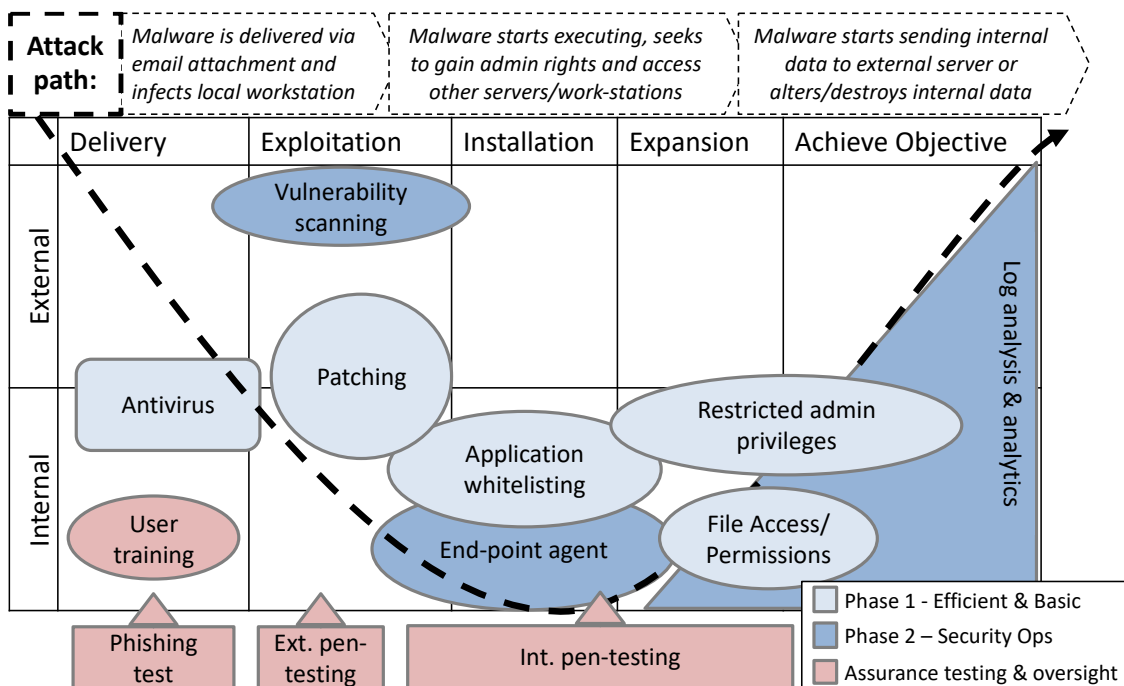 Attack
path:
Malware is delivered via
email attachment and
infects local workstation
Malware starts executing, seeks
to gain admin rights and access
other servers/work-stations
Malware starts sending internal
data to external server or
alters/destroys internal data
Delivery
Exploitation
Installation
Expansion
Achieve Objective
External
Internal
Vulnerability
scanning
Patching
Antivirus
Restricted admin
privileges
Application
whitelisting
Log analysis & analytics
User
training
End-point agent
File Access/
Permissions
Phishing
test
Ext. pen-
testing
Int. pen-testing
Phase 1 - Efficient & Basic
Phase 2 – Security Ops
Assurance testing & oversight